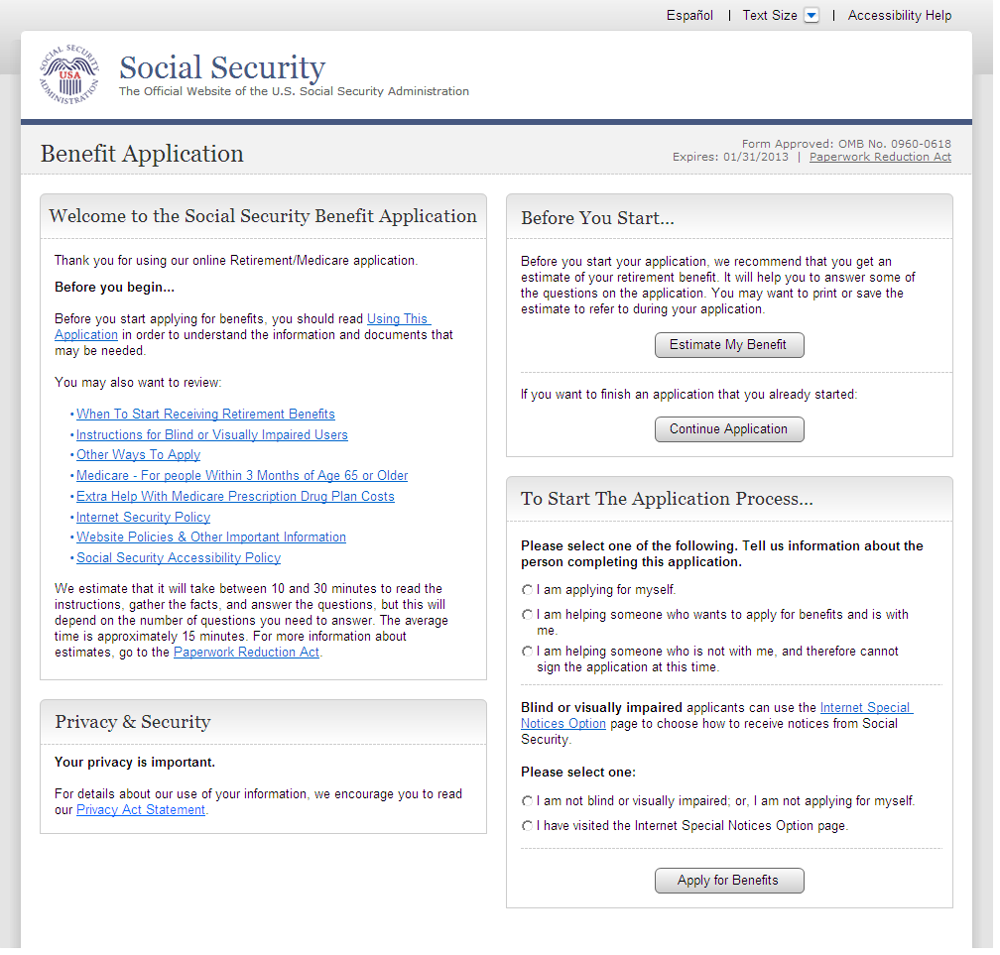 Español | Text Size | Accessibility Help
SOCIAL SECURITY ADMINISTRATION
USA
Social Security
The Official Website of the U.S. Social Security Administration
Benefit Application
Form Approved: OMB No. 0960-0618
Expires: 01/31/2013 | Paperwork Reduction Act
Welcome to the Social Security Benefit Application
Thank you for using our online Retirement/Medicare application.
Before you begin...
Before you start applying for benefits, you should read Using This
Application in order to understand the information and documents that
may be needed.
You may also want to review:
•When To Start Receiving Retirement Benefits
•Instructions for Blind or Visually Impaired Users
•Other Ways To Apply
•Medicare - For people Within 3 Months of Age 65 or Older
•Extra Help With Medicare Prescription Drug Plan Costs
•Internet Security Policy
•Website Policies & Other Important Information
•Social Security Accessibility Policy
We estimate that it will take between 10 and 30 minutes to read the
instructions, gather the facts, and answer the questions, but this will
depend on the number of questions you need to answer. The average
time is approximately 15 minutes. For more information about
estimates, go to the Paperwork Reduction Act.
Privacy & Security
Your privacy is important.
For details about our use of your information, we encourage you to read
our Privacy Act Statement.
Before You Start...
Before you start your application, we recommend that you get an
estimate of your retirement benefit. It will help you to answer some of
the questions on the application. You may want to print or save the
estimate to refer to during your application.
Estimate My Benefit
If you want to finish an application that you already started:
Continue Application
To Start The Application Process...
Please select one of the following. Tell us information about the
person completing this application.
I am applying for myself.
I am helping someone who wants to apply for benefits and is with
me.
I am helping someone who is not with me, and therefore cannot
sign the application at this time.
Blind or visually impaired applicants can use the Internet Special
Notices Option page to choose how to receive notices from Social
Security.
Please select one:
I am not blind or visually impaired; or, I am not applying for myself.
I have visited the Internet Special Notices Option page.
Apply for Benefits